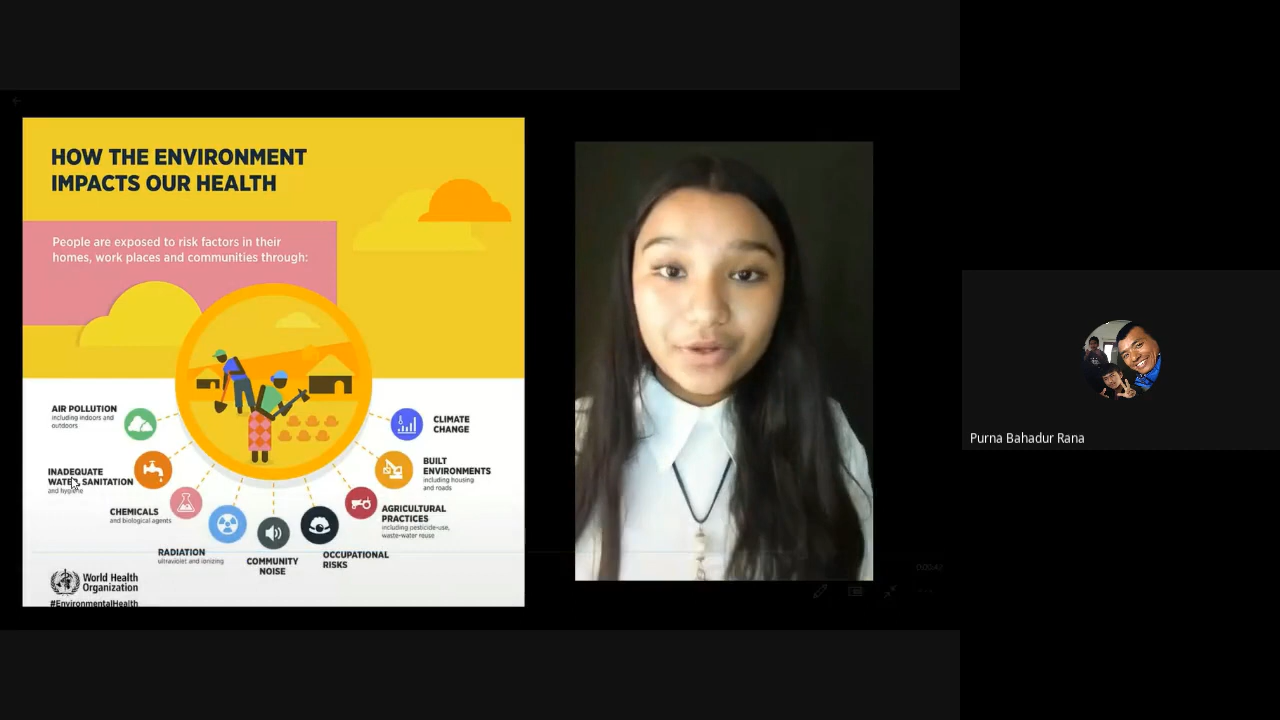 HOW THE ENVIRONMENT
IMPACTS OUR HEALTH
People are exposed to risk factors in their
homes, work places and communities through:
AIR POLLUTION
including indoors and
outdoors
INADEQUATE
WATER, SANITATION
and hygiene
CHEMICALS
and biological agents
RADIATION
ultraviolet and ionizing
COMMUNITY
NOISE
OCCUPATIONAL
RISKS
AGRICULTURAL
PRACTICES
including pesticide-use,
waste-water reuse
BUILT
ENVIRONMENTS
including housing
and roads
CLIMATE
CHANGE
World Health
Organization
#EnvironmentalHealth
Purna Bahadur Rana